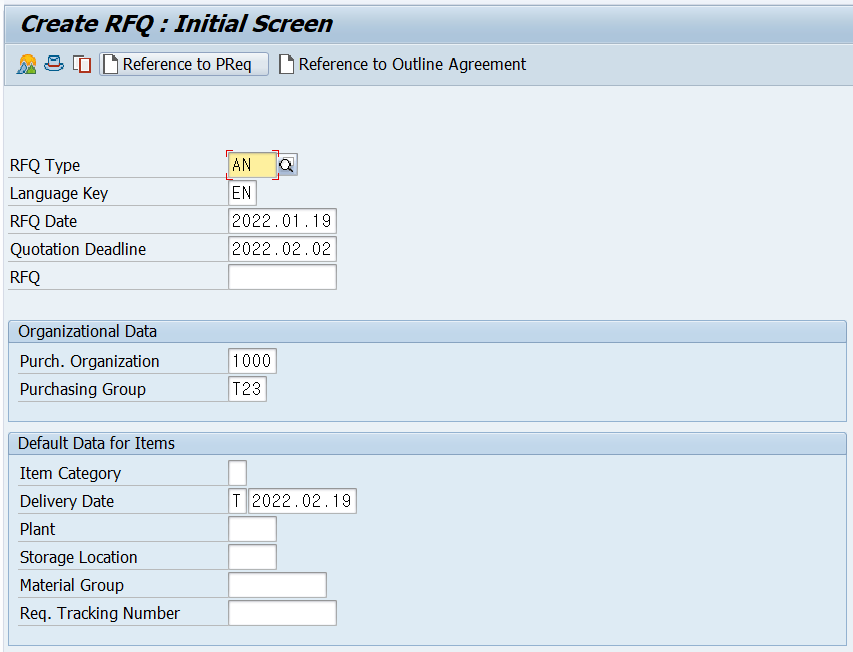 Create RFQ : Initial Screen
Reference to PReq Reference to Outline Agreement
RFQ Type AN
Language Key EN
RFQ Date 2022.01.19
Quotation Deadline 2022.02.02
RFQ
Organizational Data
Purch. Organization 1000
Purchasing Group T23
Default Data for Items
Item Category
Delivery Date T 2022.02.19
Plant
Storage Location
Material Group
Req. Tracking Number